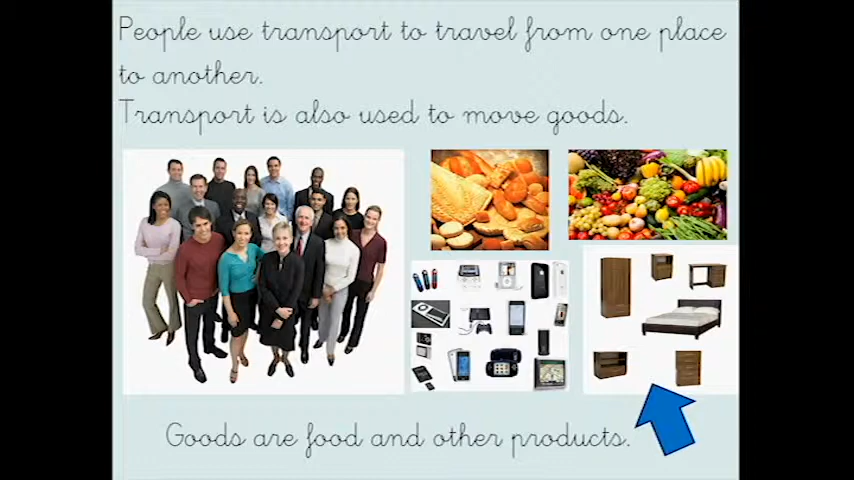 People use transport to travel from one place
to another.
Transport is also used to move goods.
Goods are food and other products.